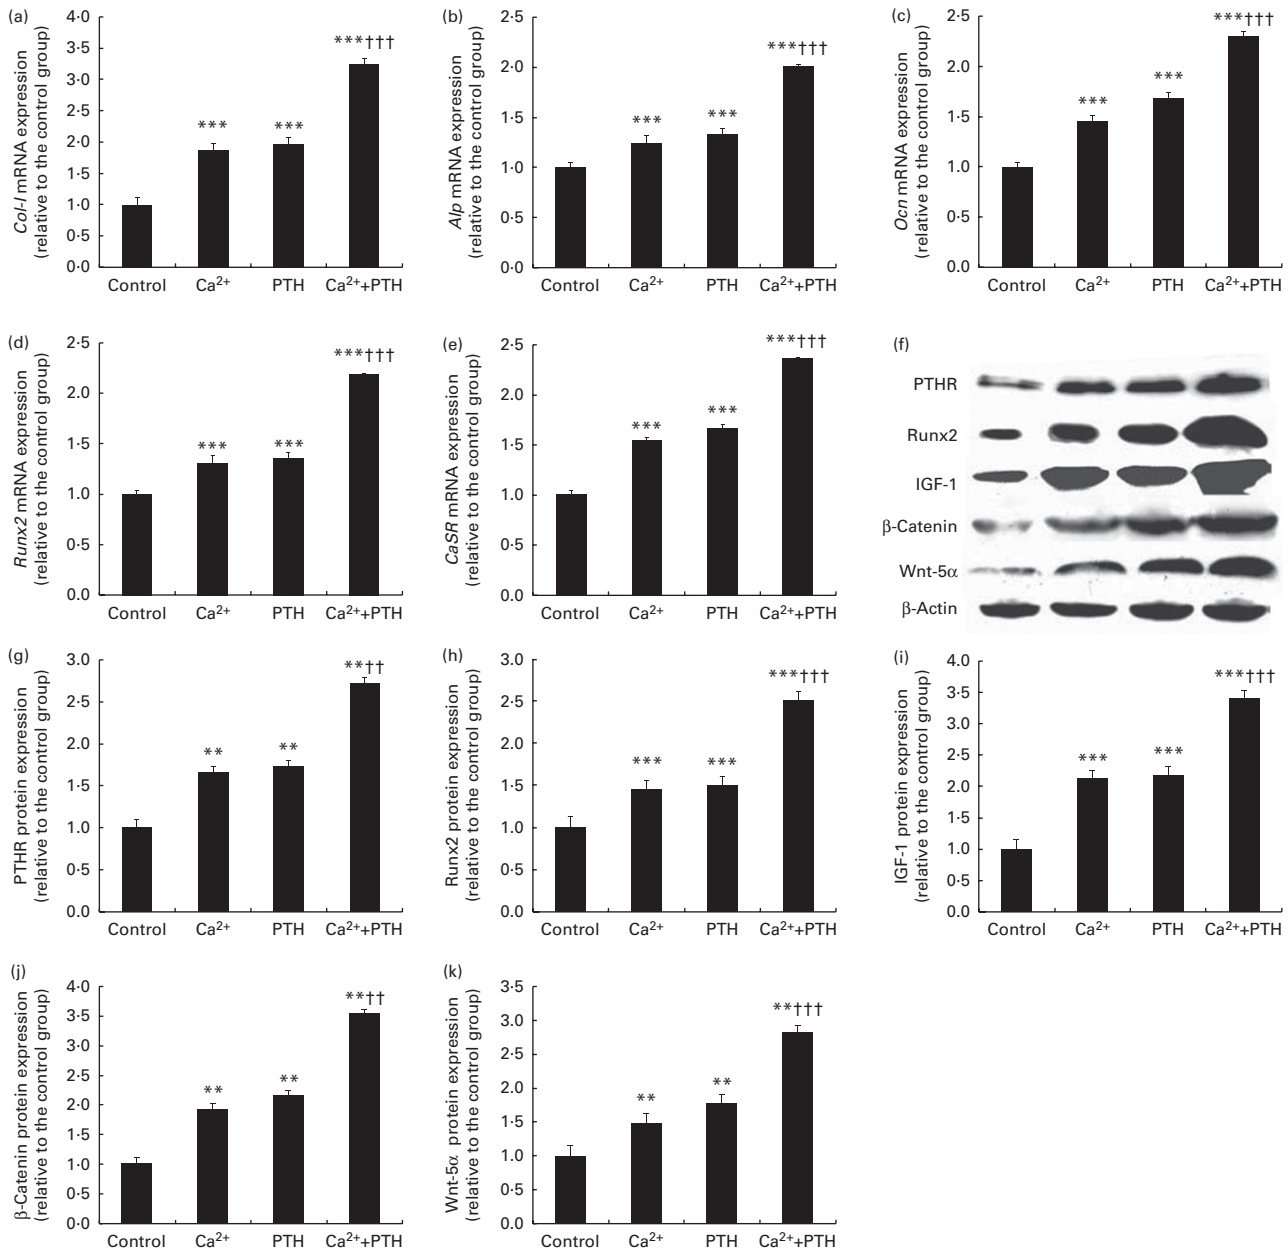 (a)
Col-I mRNA expression
(relative to the control group)
4·0
3·5
3·0
2·5
2·0
1·5
1·0
0·5
0·0
***
***
***†††
Control
Ca2+
PTH
Ca2++PTH
(b)
Alp mRNA expression
(relative to the control group)
2·5
2·0
1·5
1·0
0·5
0·0
***
***
***†††
Control
Ca2+
PTH
Ca2++PTH
(c)
Ocn mRNA expression
(relative to the control group)
2·5
2·0
1·5
1·0
0·5
0.0
***
***
***†††
Control
Ca2+
PTH
Ca2++PTH
(d)
Runx2 mRNA expression
(relative to the control group)
2·5
2·0
1·5
1·0
0·5
0·0
***
***
***†††
Control
Ca2+
PTH
Ca2++PTH
(e)
CaSR mRNA expression
(relative to the control group)
2·5
2·0
1·5
1·0
0·5
0·0
***
***
***†††
Control
Ca2+
PTH
Ca2++PTH
(f)
PTHR
Runx2
IGF-1
β-Catenin
Wnt-5α
β-Actin
(g)
PTHR protein expression
(relative to the control group)
3.0
2·5
2·0
1·5
1·0
0·5
0.0
**
**
**††
Control
Ca2+
PTH
Ca2++PTH
(h)
Runx2 protein expression
(relative to the control group)
3.0
2·5
2·0
1·5
1·0
0·5
0.0
***
***
***†††
Control
Ca2+
PTH
Ca2++PTH
(i)
IGF-1 protein expression
(relative to the control group)
4.0
3·5
3.0
2·5
2·0
1·5
1·0
0·5
0.0
***
***
***†††
Control
Ca2+
PTH
Ca2++PTH
(j)
β-Catenin protein expression
(relative to the control group)
4·0
3·5
3·0
2·5
2·0
1·5
1·0
0·5
0·0
**
**
**††
Control
Ca2+
PTH
Ca2++PTH
(k)
Wnt-5α protein expression
(relative to the control group)
3·5
3·0
2·5
2·0
1·5
1·0
0·5
0·0
**
**
**†††
Control
Ca2+
PTH
Ca2++PTH